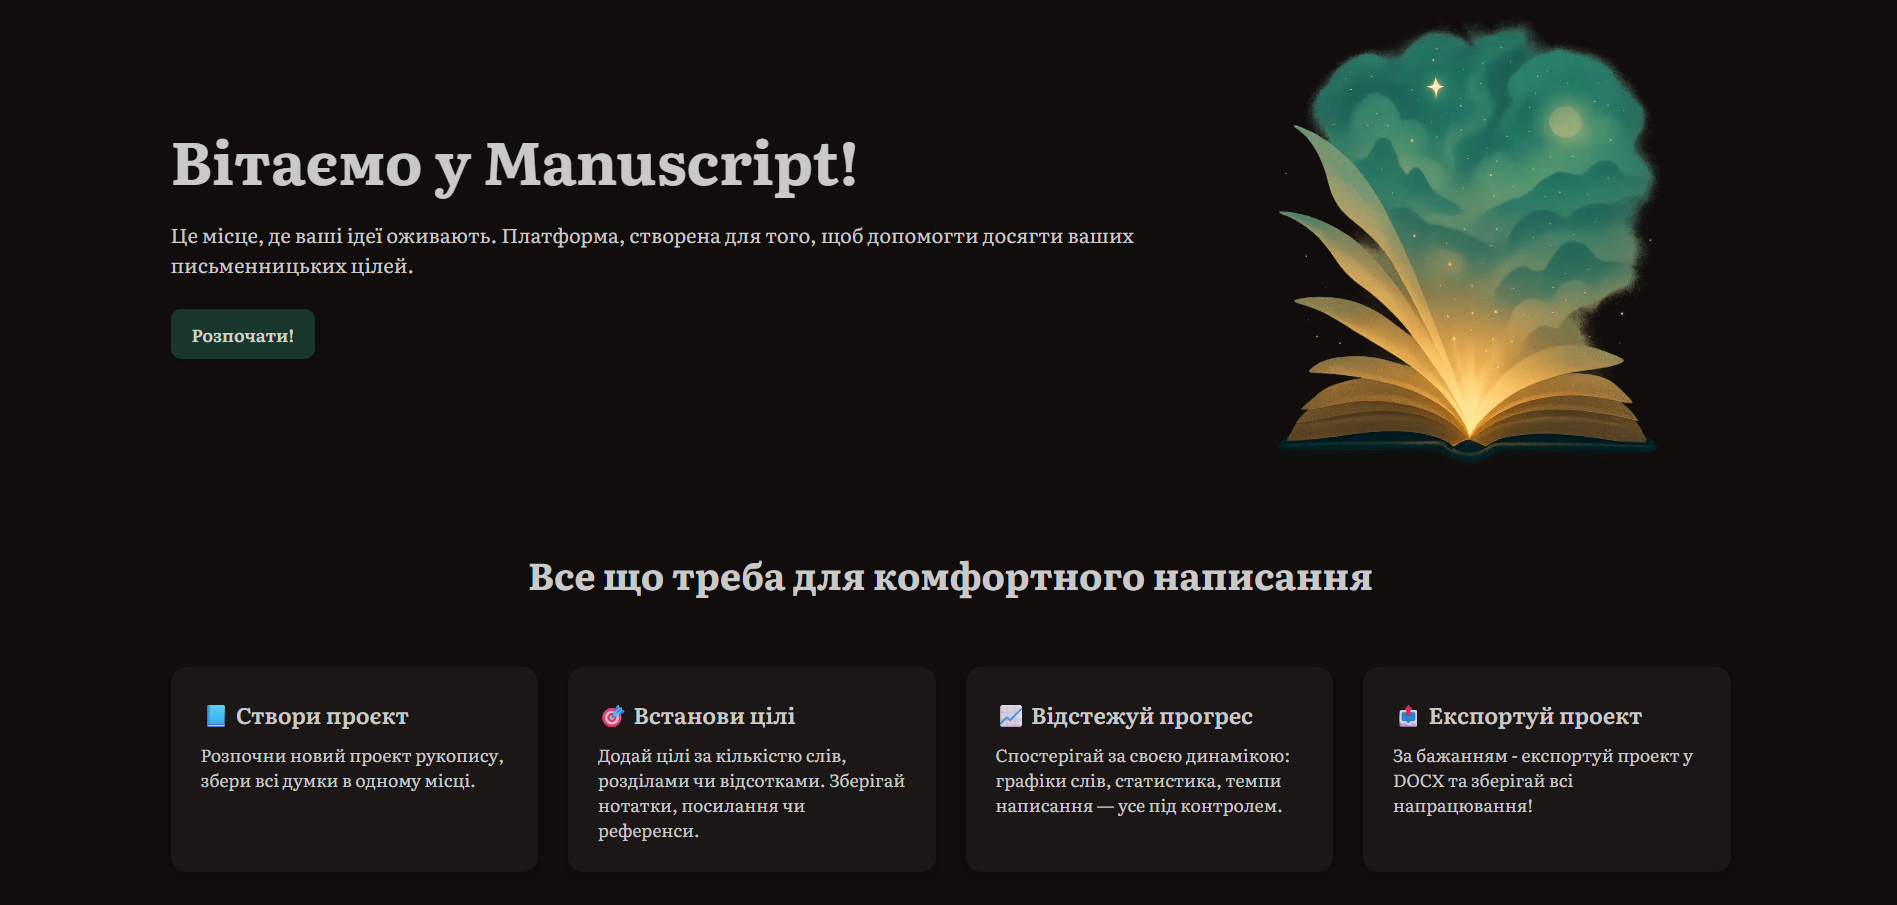 Вітаємо у Manuscript!
Це місце, де ваші ідеї оживають. Платформа, створена для того, щоб допомогти досягти ваших
письменницьких цілей.
Розпочати!
Все що треба для комфортного написання
Створи проєкт
Розпочни новий проект рукопису,
збери всі думки в одному місці.
Встанови цілі
Додай цілі за кількістю слів,
розділами чи відсотками. Зберігай
нотатки, посилання чи
референси.
Відстежуй прогрес
Спостерігай за своєю динамікою:
графіки слів, статистика, темпи
написання — усе під контролем.
Експортуй проект
За бажанням - експортуй проект у
DOCX та зберігай всі
напрацювання!